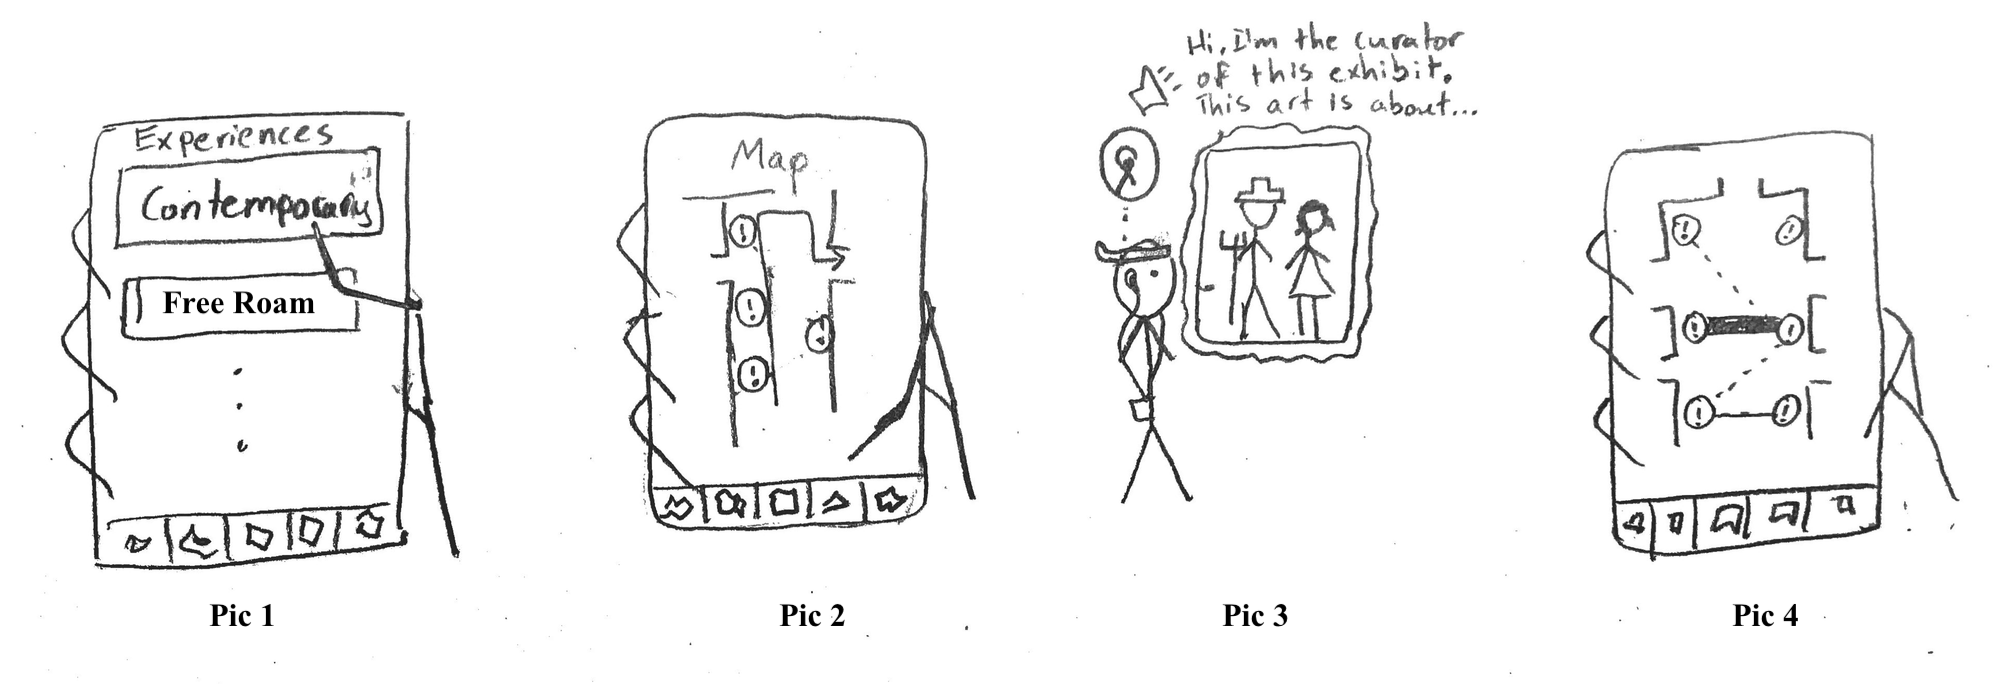 Experiences
Contemporary
Free Roam
Pic 1
Map
!
!
!
!
Pic 2
Hi, I'm the curator
of this exhibit.
This art is about...
Pic 3
! !
! !
! !
Pic 4